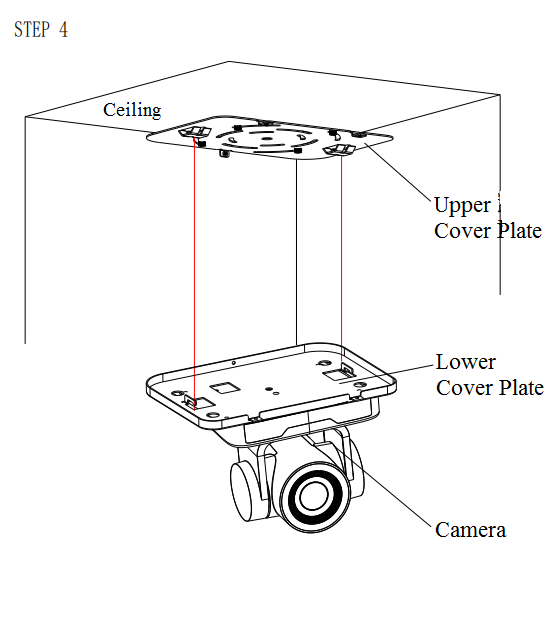 STEP 4
Ceiling
Upper
Cover Plate
Lower
Cover Plate
Camera